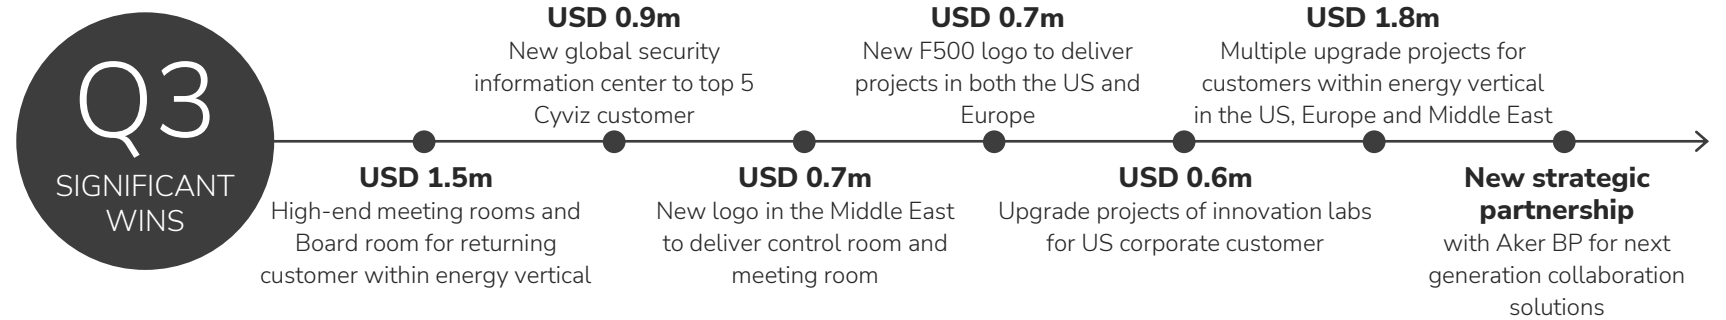 Q3
SIGNIFICANT
WINS
USD 1.5m
High-end meeting rooms and
Board room for returning
customer within energy vertical
USD 0.9m
New global security
information center to top 5
Cyviz customer
USD 0.7m
New logo in the Middle East
to deliver control room and
meeting room
USD 0.7m
New F500 logo to deliver
projects in both the US and
Europe
USD 0.6m
Upgrade projects of innovation labs
for US corporate customer
USD 1.8m
Multiple upgrade projects for
customers within energy vertical
in the US, Europe and Middle East
New strategic
partnership
with Aker BP for next
generation collaboration
solutions